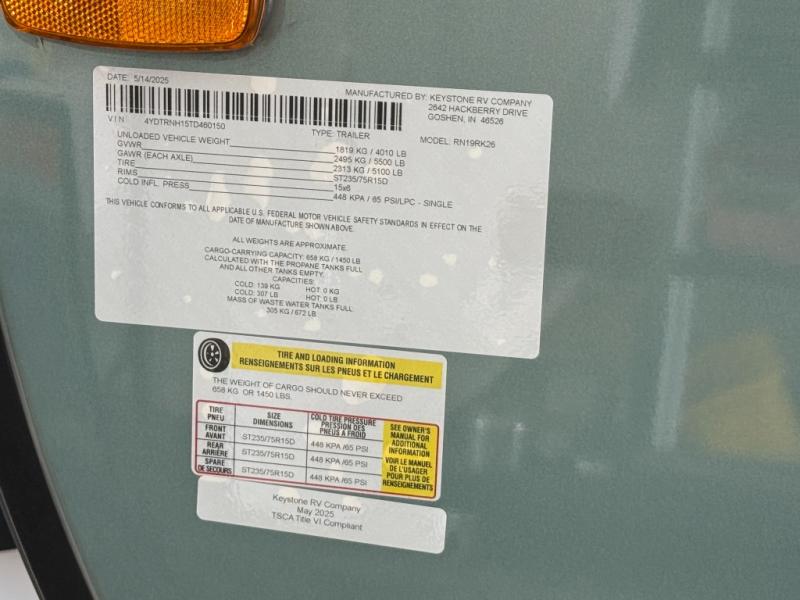 DATE: 5/14/2025
MANUFACTURED BY: KEYSTONE RV COMPANY
2642 HACKBERRY DRIVE
GOSHEN, IN 46526
VIN 4YDTRNH15TD460150
TYPE: TRAILER
MODEL: RN19RK26
UNLOADED VEHICLE WEIGHT 1819 KG / 4010 LB
GVWR 2495 KG / 5500 LB
GAWR (EACH AXLE) 2313 KG / 5100 LB
TIRE ST235/75R15D
RIMS 15x6
COLD INFL. PRESS 448 KPA / 65 PSI/LPC - SINGLE
THIS VEHICLE CONFORMS TO ALL APPLICABLE U.S. FEDERAL MOTOR VEHICLE SAFETY STANDARDS IN EFFECT ON THE
DATE OF MANUFACTURE SHOWN ABOVE.
ALL WEIGHTS ARE APPROXIMATE.
CARGO-CARRYING CAPACITY: 658 KG / 1450 LB
CALCULATED WITH THE PROPANE TANKS FULL
AND ALL OTHER TANKS EMPTY.
CAPACITIES:
COLD: 139 KG HOT: 0 KG
COLD: 307 LB HOT: 0 LB
MASS OF WASTE WATER TANKS FULL:
305 KG / 672 LB
TIRE AND LOADING INFORMATION
RENSEIGNEMENTS SUR LES PNEUS ET LE CHARGEMENT
THE WEIGHT OF CARGO SHOULD NEVER EXCEED
658 KG OR 1450 LBS.
TIRE
PNEU
SIZE
DIMENSIONS
COLD TIRE PRESSURE
PRESSION DES
PNEUS A FROID
FRONT
AVANT
ST235/75R15D
448 KPA /65 PSI
REAR
ARRIÈRE
ST235/75R15D
448 KPA /65 PSI
SPARE
DE SECOURS
ST235/75R15D
448 KPA /65 PSI
SEE OWNER'S
MANUAL FOR
ADDITIONAL
INFORMATION
VOIR LE MANUEL
DE L'USAGER
POUR PLUS DE
RENSEIGNEMENTS
Keystone RV Company
May 2025
TSCA Title VI Compliant